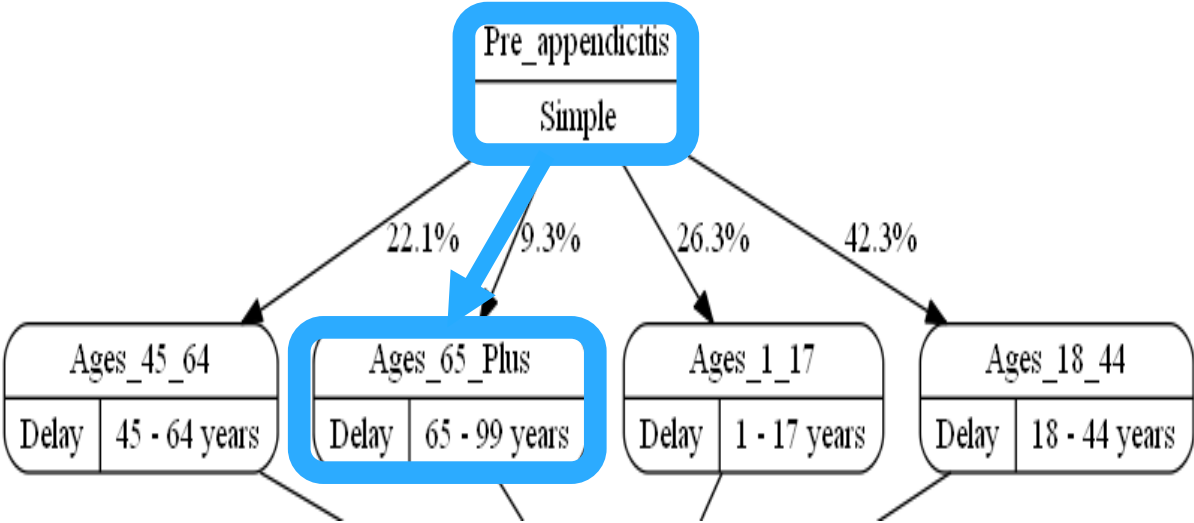 Pre_appendicitis
Simple
22.1% 9.3% 26.3% 42.3%
Ages_45_64 Ages_65_Plus Ages_1_17 Ages_18_44
Delay 45 - 64 years Delay 65 - 99 years Delay 1 - 17 years Delay 18 - 44 years